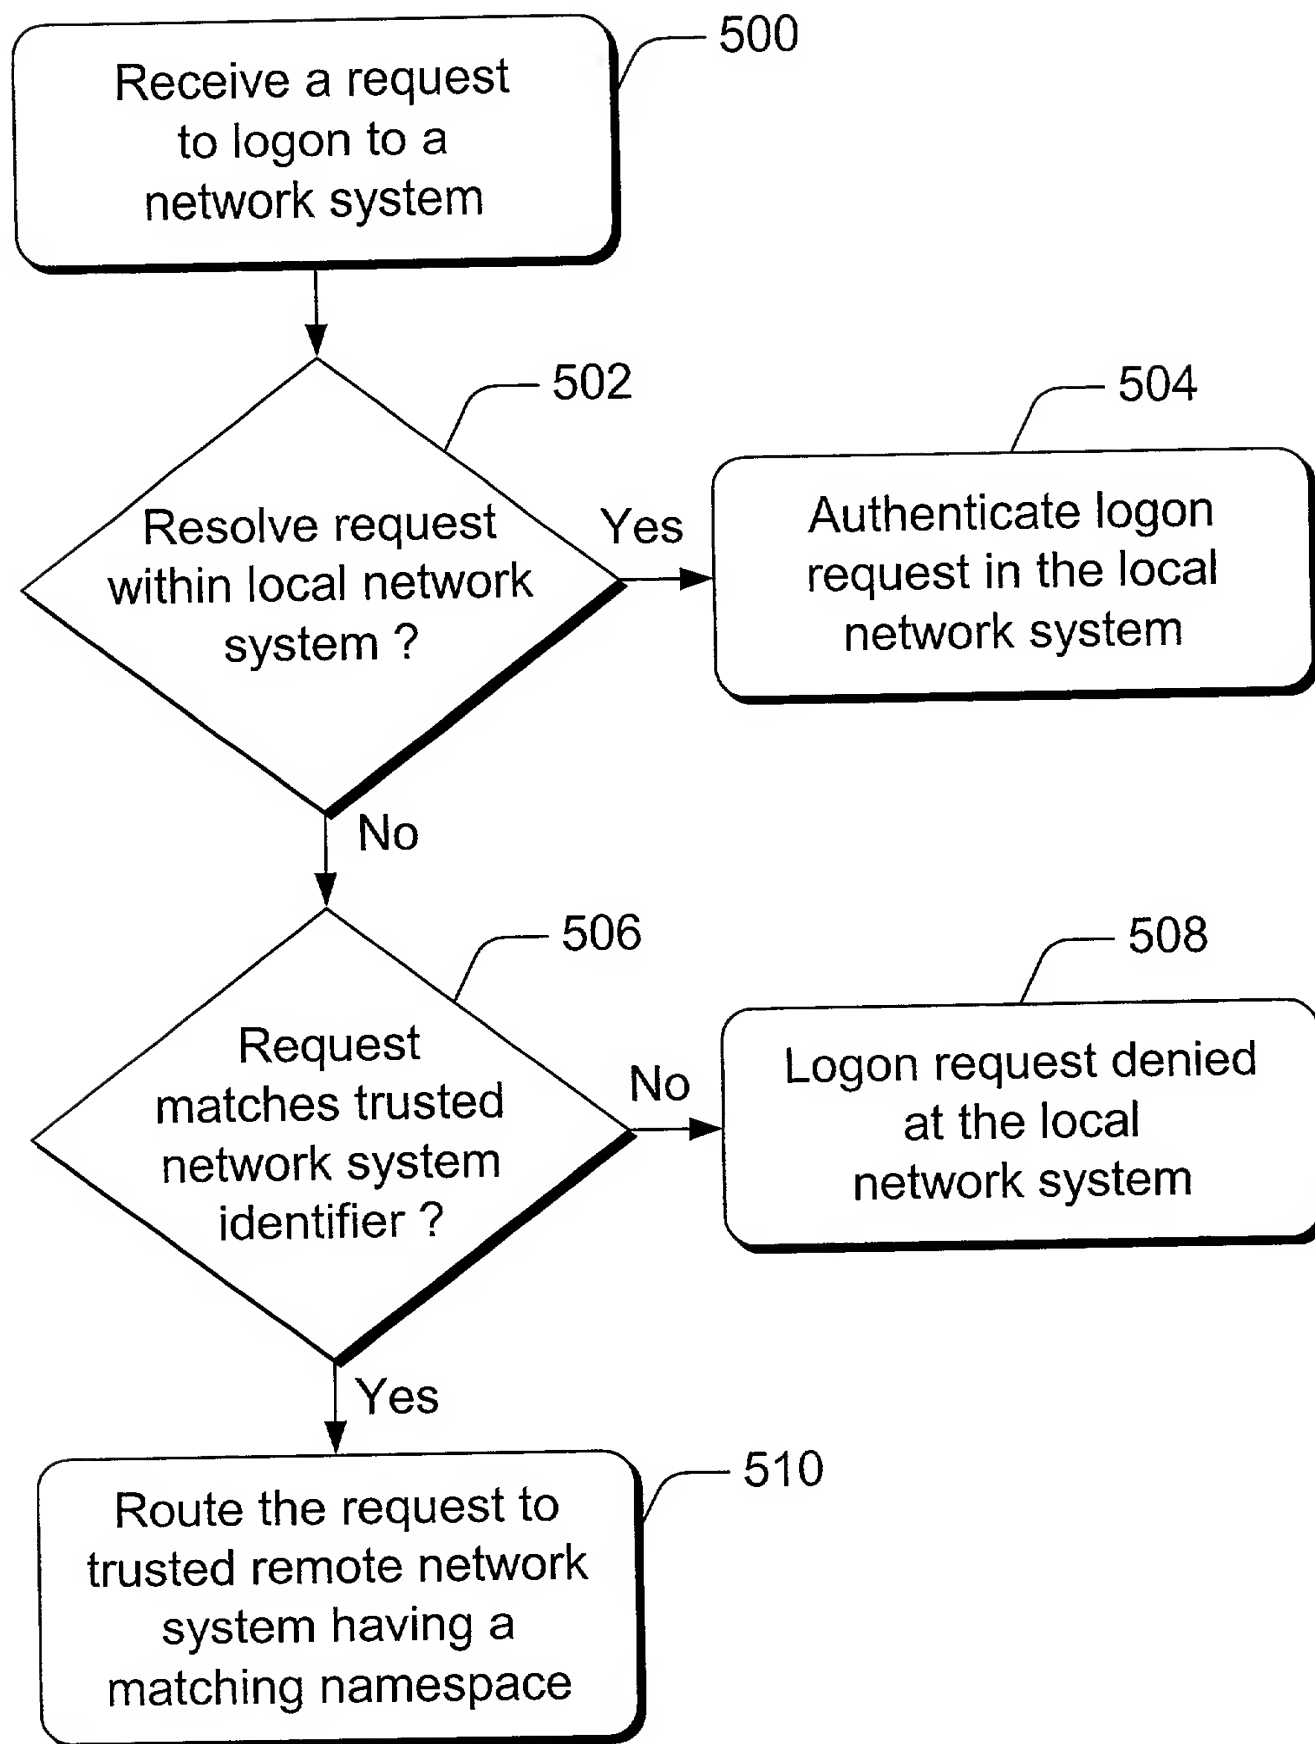 500
Receive a request
to logon to a
network system
502
Resolve request
within local network
system ?
Yes
504
Authenticate logon
request in the local
network system
No
506
Request
matches trusted
network system
identifier ?
No
508
Logon request denied
at the local
network system
Yes
510
Route the request to
trusted remote network
system having a
matching namespace